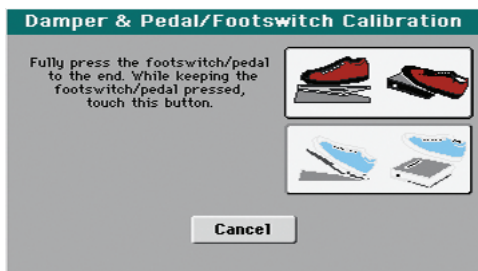 Damper & Pedal/Footswitch Calibration
Fully press the footswitch/pedal
to the end. While keeping the
footswitch/pedal pressed,
touch this button.
Cancel